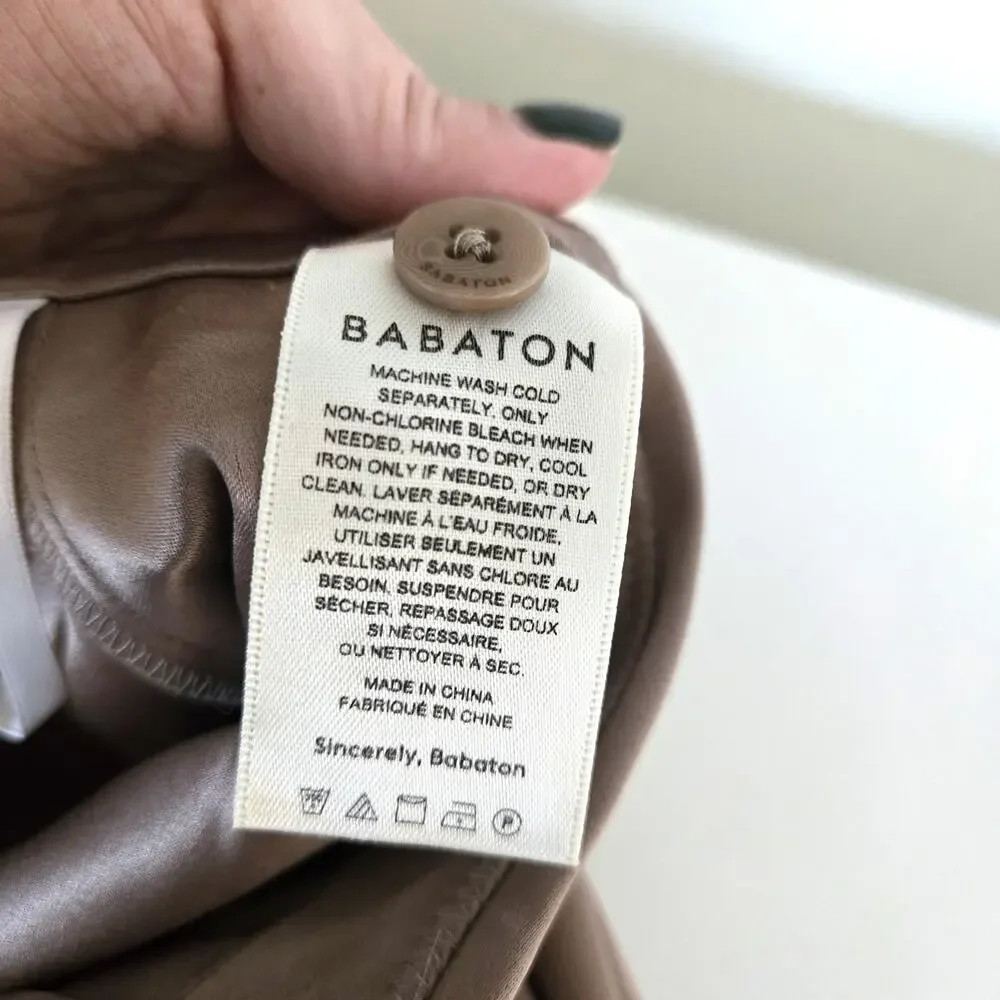 BABATON
BABATON
MACHINE WASH COLD
SEPARATELY, ONLY
NON-CHLORINE BLEACH WHEN
NEEDED, HANG TO DRY, COOL
IRON ONLY IF NEEDED, OR DRY
CLEAN. LAVER SÉPARÉMENT À LA
MACHINE À L'EAU FROIDE,
UTILISER SEULEMENT UN
JAVELLISANT SANS CHLORE AU
BESOIN, SUSPENDRE POUR
SÉCHER, REPASSAGE DOUX
SI NÉCESSAIRE,
OU NETTOYER À SEC.
MADE IN CHINA
FABRIQUÉ EN CHINE
Sincerely, Babaton
P